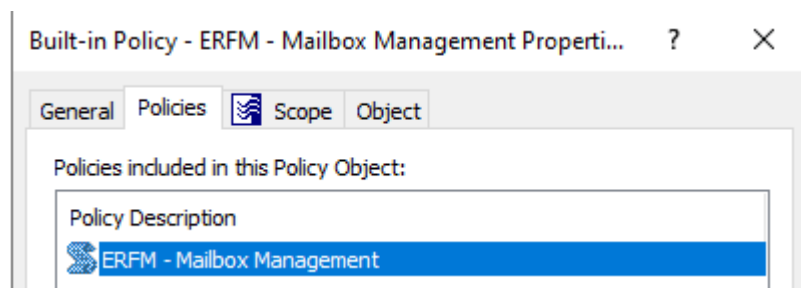 Built-in Policy - ERFM - Mailbox Management Properti... ? ×
General Policies Scope Object
Policies included in this Policy Object:
Policy Description
ERFM - Mailbox Management